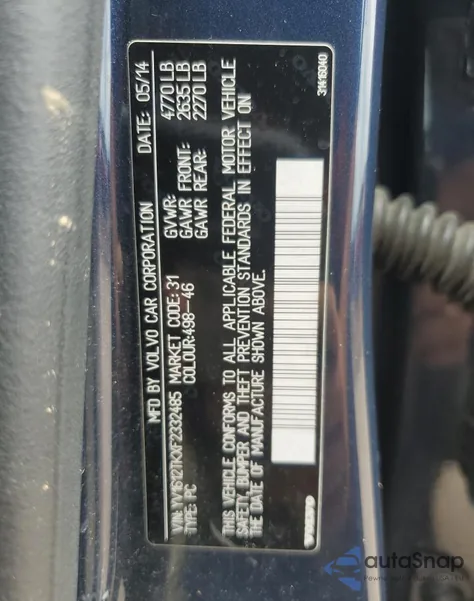 MFD BY VOLVO CAR CORPORATION DATE: 05/14
GVWR: 4770 LB
GAWR FRONT: 2635 LB
GAWR REAR: 2270 LB
VIN: YV1612TK3F2332485 MARKET CODE: 31
TYPE: PC COLOUR:498-46
THIS VEHICLE CONFORMS TO ALL APPLICABLE FEDERAL MOTOR VEHICLE
SAFETY, BUMPER AND THEFT PREVENTION STANDARDS IN EFFECT ON
THE DATE OF MANUFACTURE SHOWN ABOVE.
VOLVO 31416040
autaSnap